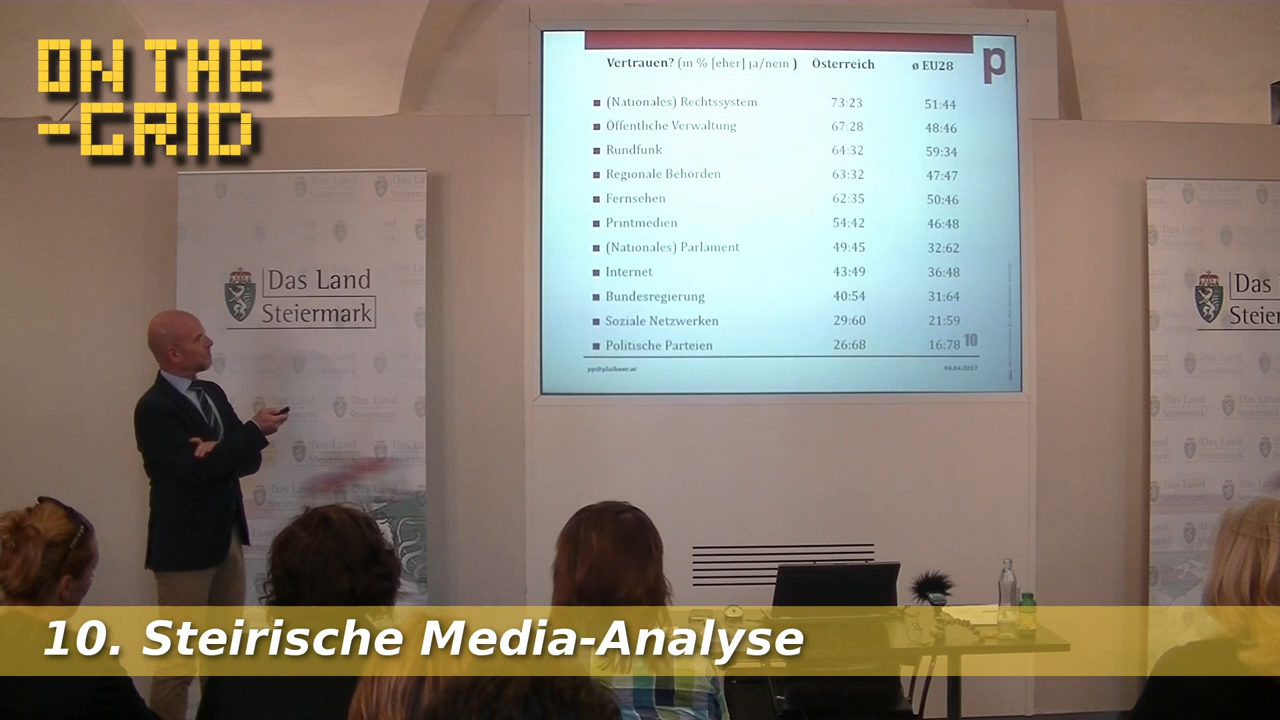 ON THE
-GRID
Vertrauen? (in % [eher] ja/nein ) Österreich ø EU28
p
(Nationales) Rechtssystem 73:23 51:44
Öffentliche Verwaltung 67:28 48:46
Rundfunk 64:32 59:34
Regionale Behörden 63:32 47:47
Fernsehen 62:35 50:46
Printmedien 54:42 46:48
(Nationales) Parlament 49:45 32:62
Internet 43:49 36:48
Bundesregierung 40:54 31:64
Soziale Netzwerken 29:60 21:59
Politische Parteien 26:68 16:78
10
pp@plaikner.at 06.04.2017
Das Land
Steiermark
Das
Steier
10. Steirische Media-Analyse